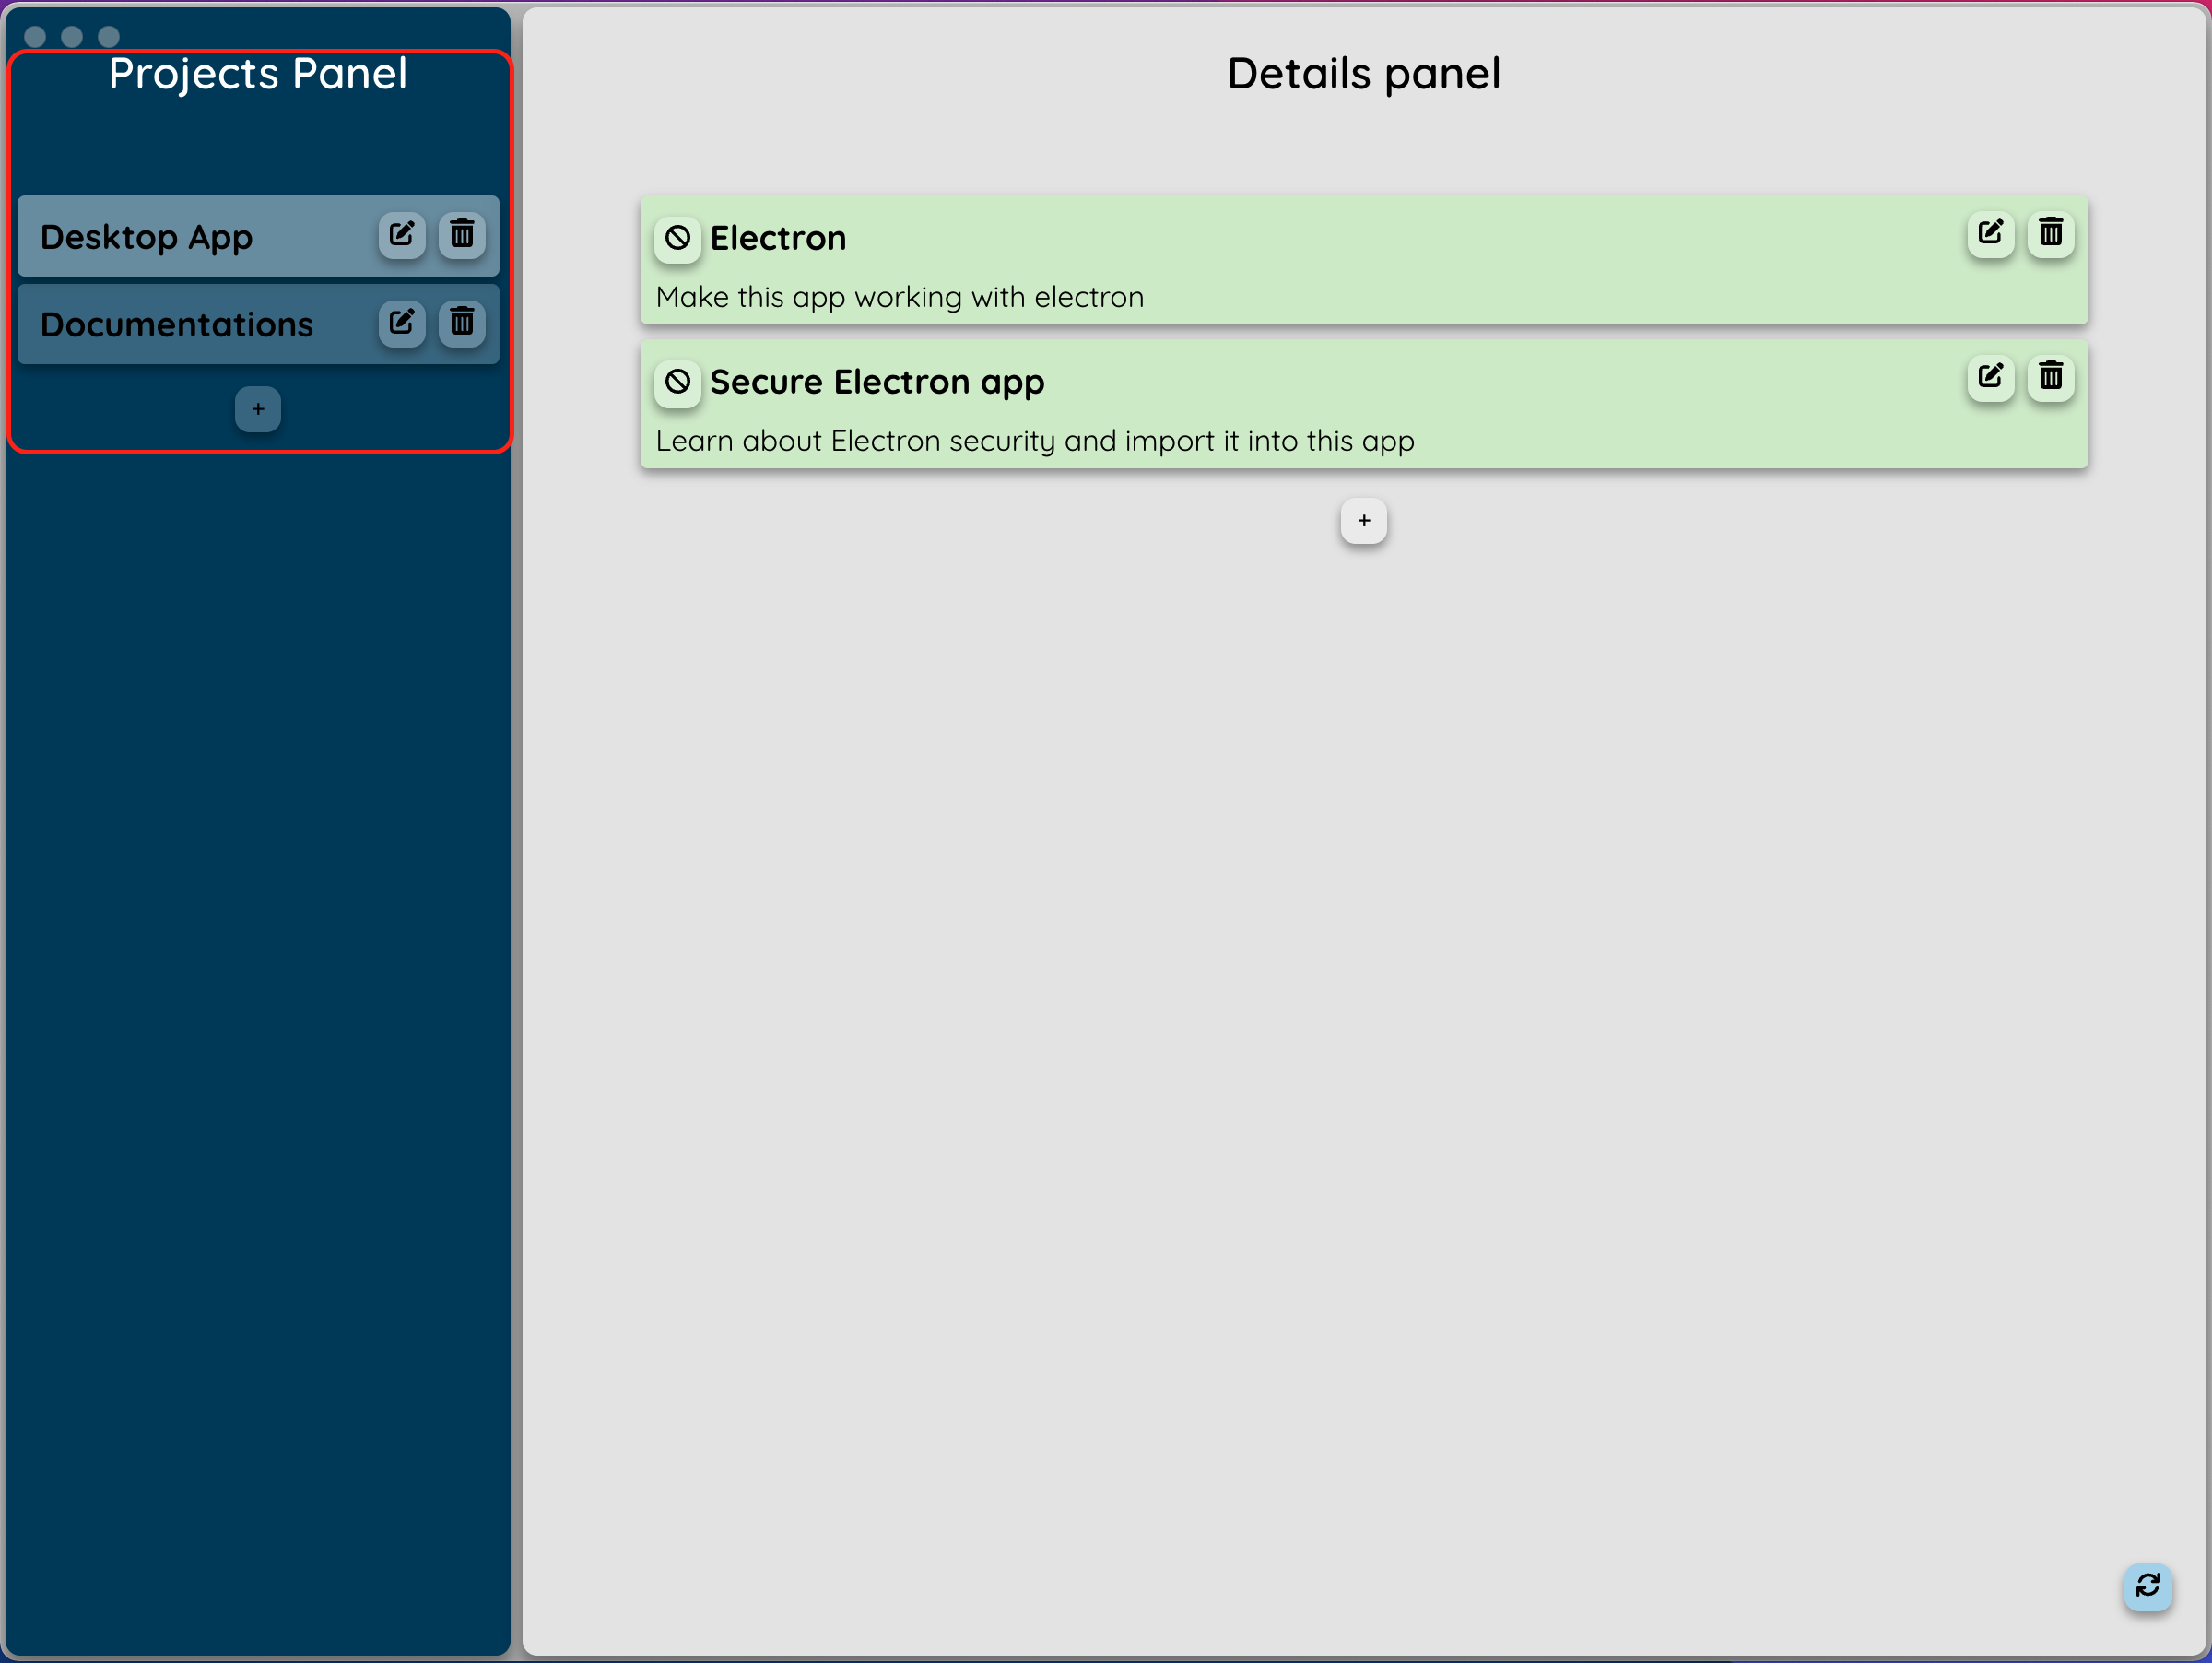 Projects Panel
Desktop App
Documentations
+
Details panel
Electron
Make this app working with electron
Secure Electron app
Learn about Electron security and import it into this app
+